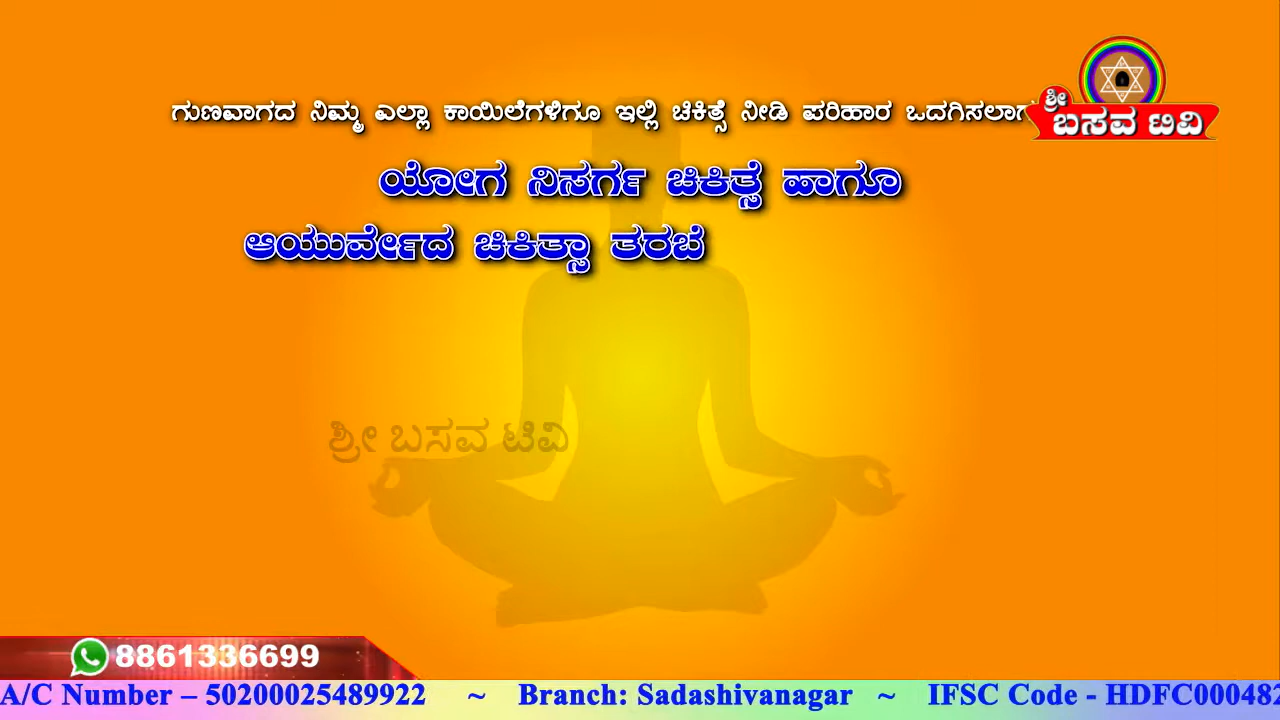 ಗುಣವಾಗದ ನಿಮ್ಮ ಎಲ್ಲಾ ಕಾಯಿಲೆಗಳಿಗೂ ಇಲ್ಲಿ ಚಿಕಿತ್ಸೆ ನೀಡಿ ಪರಿಹಾರ ಒದಗಿಸಲಾಗ
ಶ್ರೀ
ಬಸವ ಟಿವಿ
ಯೋಗ ನಿಸರ್ಗ ಚಿಕಿತ್ಸೆ ಹಾಗೂ
ಆಯುರ್ವೇದ ಚಿಕಿತ್ಸಾ ತರಬೆ
ಶ್ರೀ ಬಸವ ಟಿವಿ
8861336699
A/C Number – 50200025489922 ~ Branch: Sadashivanagar ~ IFSC Code - HDFC000482